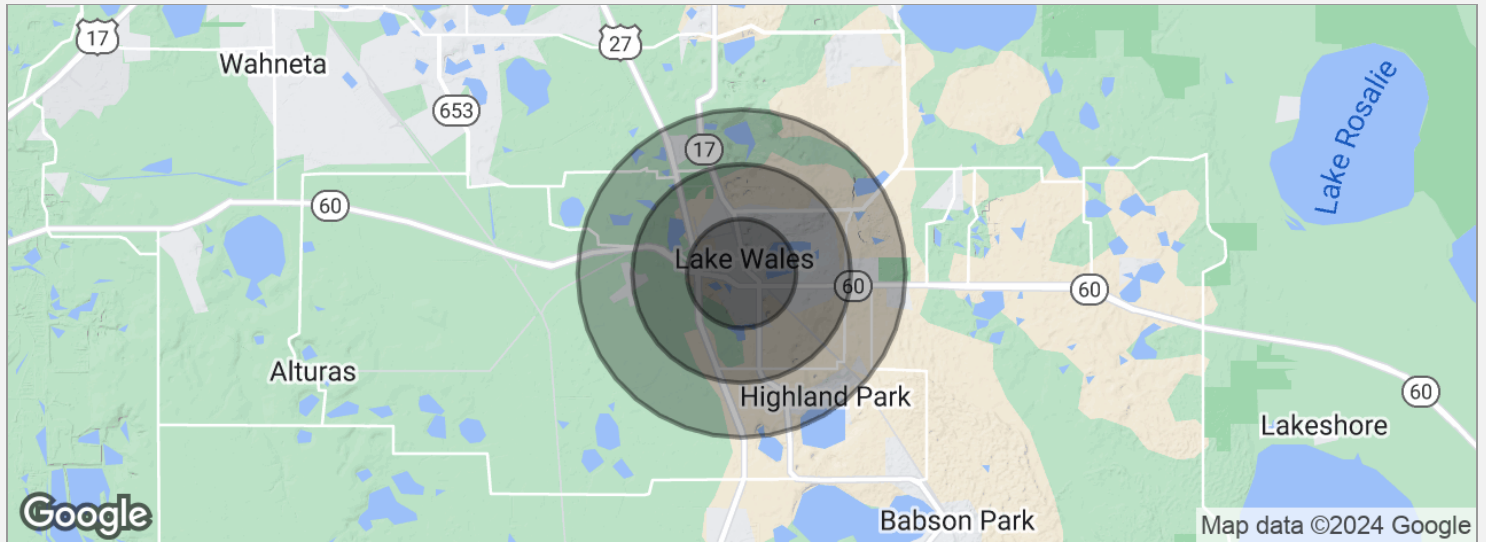 17
27
Wahneta
653
Lake Rosalie
17
60
Lake Wales
60
60
Alturas
Highland Park
60
Lakeshore
Google
Babson Park
Map data ©2024 Google